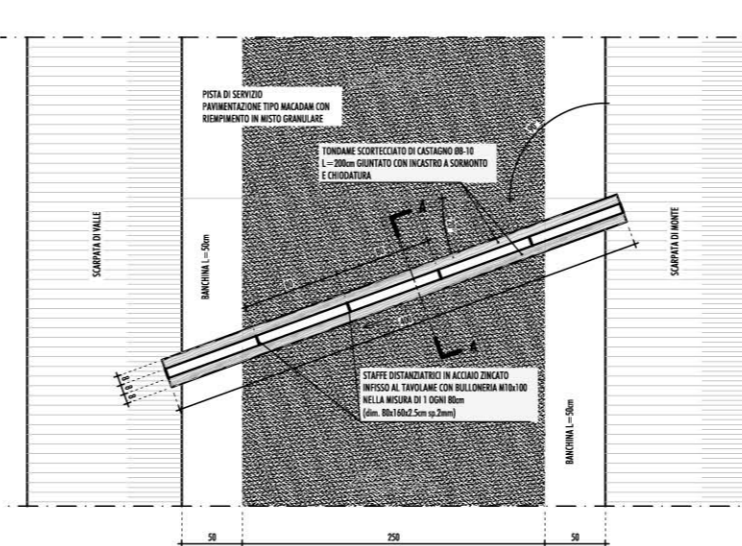 PISTA DI SERVIZIO
PAVIMENTAZIONE TIPO MACADAM CON
RIEMPIMENTO IN MISTO GRANULARE
TONDAME SCORTECCIATO DI CASTAGNO Ø8-10
L=200cm GIUNTATO CON INCASTRO A SORMONTO
E CHIODATURA
SCARPATA DI VALLE
BANCHINA L=50cm
SCARPATA DI MONTE
STAFFE DISTANZIATRICI IN ACCIAIO ZINCATO
INFISSO AL TAVOLAME CON BULLONERIA M10x100
NELLA MISURA DI 1 OGNI 80cm
(dim. 80x160x2.5cm sp.2mm)
8
8
8
BANCHINA L=50cm
50
250
50